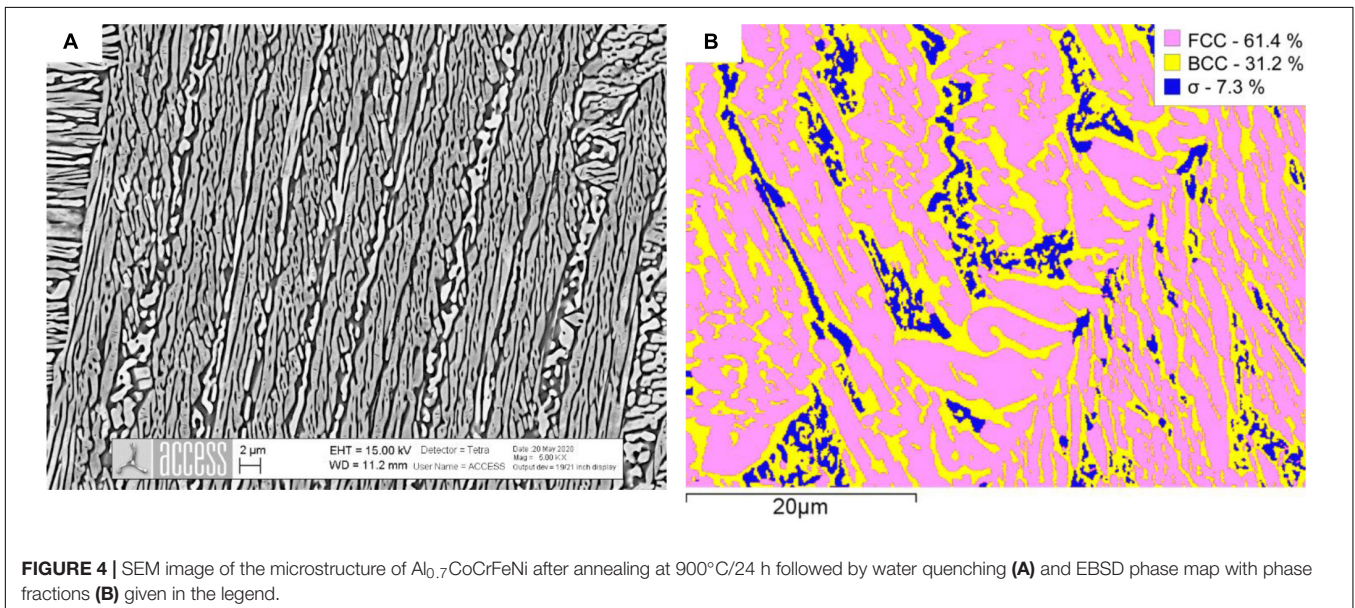 A
B
FCC - 61.4 %
BCC - 31.2 %
σ - 7.3 %
access
2 µm
EHT = 15.00 kV Detector = Tetra Date :20 May 2020
Mag = 5.00 K X
WD = 11.2 mm User Name = ACCESS Output dev = 19/21 inch display
20µm
FIGURE 4 | SEM image of the microstructure of Al0.7CoCrFeNi after annealing at 900°C/24 h followed by water quenching (A) and EBSD phase map with phase
fractions (B) given in the legend.